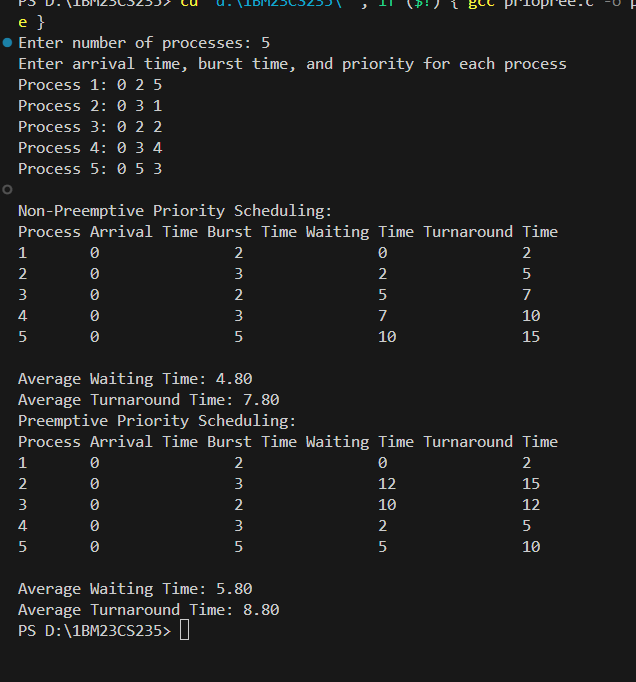 PS D:\1BM23CS235> cd "d:\1BM23CS235\" ; if ($?) { gcc priopree.c -o p
e }
Enter number of processes: 5
Enter arrival time, burst time, and priority for each process
Process 1: 0 2 5
Process 2: 0 3 1
Process 3: 0 2 2
Process 4: 0 3 4
Process 5: 0 5 3
Non-Preemptive Priority Scheduling:
Process Arrival Time Burst Time Waiting Time Turnaround Time
1 0 2 0 2
2 0 3 2 5
3 0 2 5 7
4 0 3 7 10
5 0 5 10 15
Average Waiting Time: 4.80
Average Turnaround Time: 7.80
Preemptive Priority Scheduling:
Process Arrival Time Burst Time Waiting Time Turnaround Time
1 0 2 0 2
2 0 3 12 15
3 0 2 10 12
4 0 3 2 5
5 0 5 5 10
Average Waiting Time: 5.80
Average Turnaround Time: 8.80
PS D:\1BM23CS235>